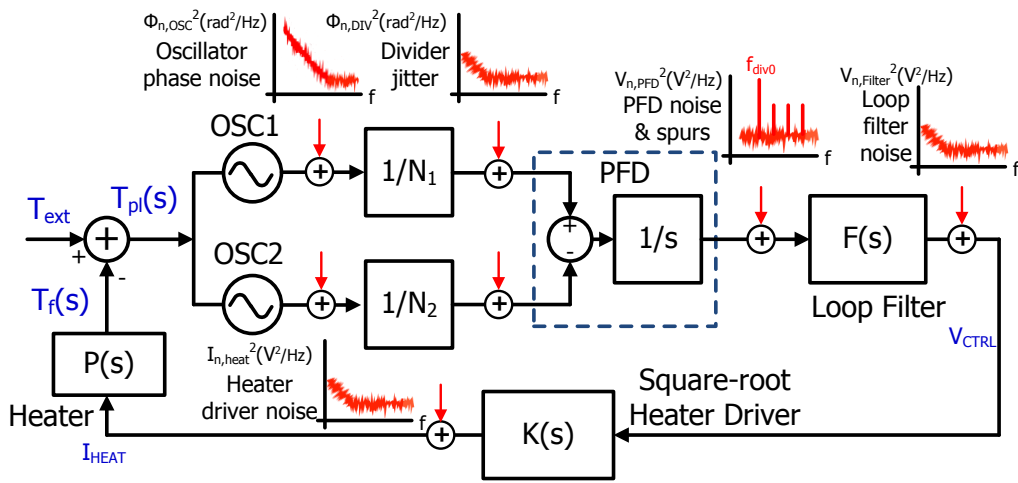 Φn,OSC²(rad²/Hz)
Oscillator
phase noise
f
Φn,DIV²(rad²/Hz)
Divider
jitter
f
Vn,PFD²(V²/Hz)
PFD noise
& spurs
fdiv0
f
Vn,Filter²(V²/Hz)
Loop
filter
noise
f
OSC1
+
1/N1
+
PFD
Text
+
Tpl(s)
+
-
+
-
1/s
+
F(s)
+
Loop Filter
OSC2
+
1/N2
+
Tf(s)
VCTRL
P(s)
Heater
In,heat²(V²/Hz)
Heater
driver noise
f
+
K(s)
Square-root
Heater Driver
IHEAT